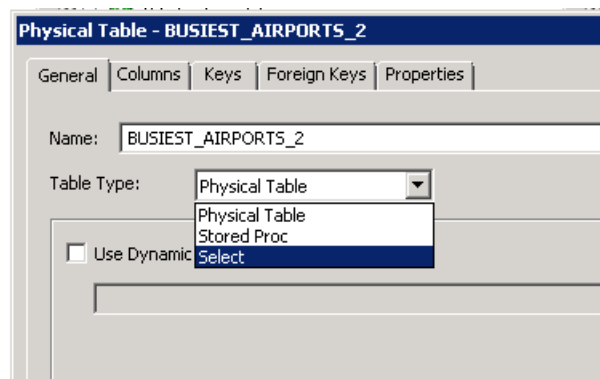 Physical Table - BUSIEST_AIRPORTS_2
General Columns Keys Foreign Keys Properties
Name: BUSIEST_AIRPORTS_2
Table Type: Physical Table
Physical Table
Stored Proc
Use Dynamic Select